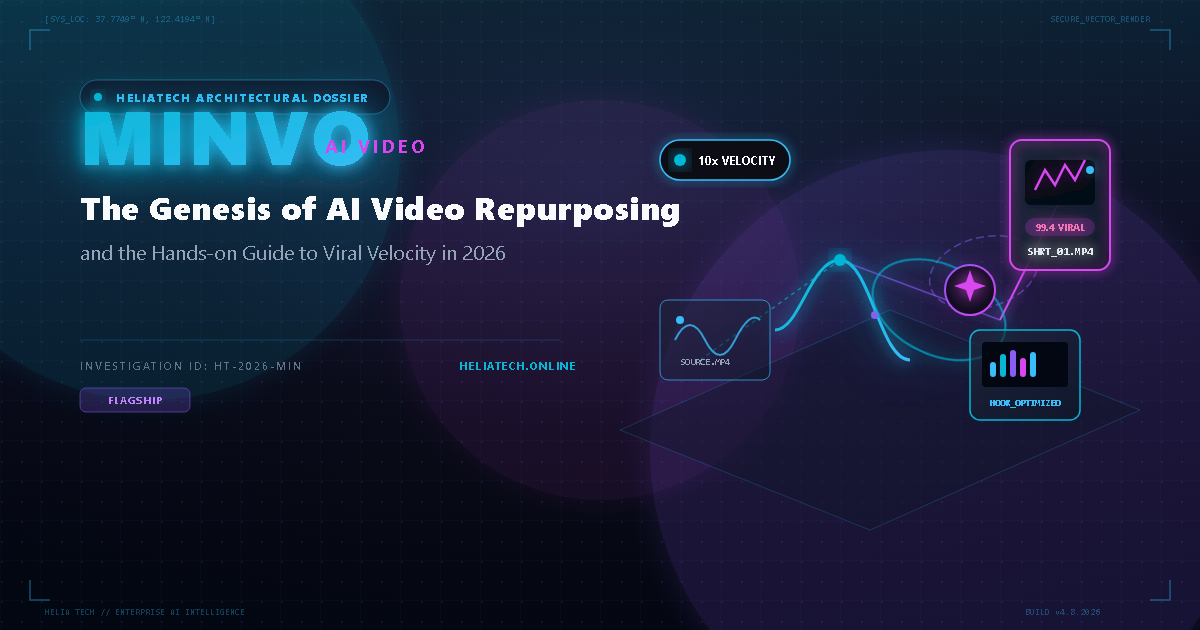 [SYS_LOC: 37.7749° N, 122.4194° W]
SECURE_VECTOR_RENDER
HELIATECH ARCHITECTURAL DOSSIER
MINVO
AI VIDEO
The Genesis of AI Video Repurposing
and the Hands-on Guide to Viral Velocity in 2026
INVESTIGATION ID: HT-2026-MIN
HELIATECH.ONLINE
FLAGSHIP
10x VELOCITY
99.4 VIRAL
SHRT_01.MP4
SOURCE.MP4
HOOK_OPTIMIZED
HELIA TECH // ENTERPRISE AI INTELLIGENCE
BUILD v4.8.2026